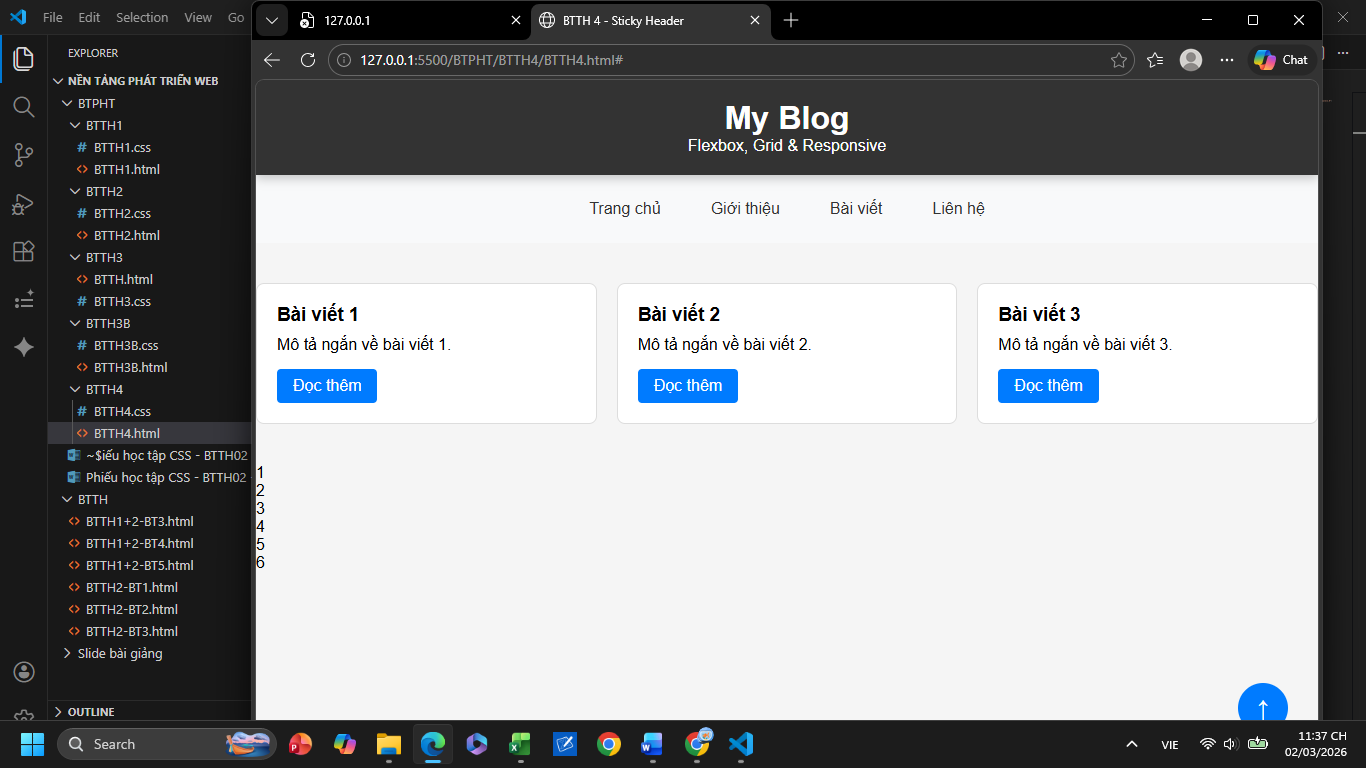 File Edit Selection View Go
127.0.0.1
BTTH 4 - Sticky Header
127.0.0.1:5500/BTPHT/BTTH4/BTTH4.html#
Chat
EXPLORER
NỀN TẢNG PHÁT TRIỂN WEB
BTPHT
BTTH1
BTTH1.css
BTTH1.html
BTTH2
BTTH2.css
BTTH2.html
BTTH3
BTTH.html
BTTH3.css
BTTH3B
BTTH3B.css
BTTH3B.html
BTTH4
BTTH4.css
BTTH4.html
~$iếu học tập CSS - BTTH02
Phiếu học tập CSS - BTTH02
BTTH
BTTH1+2-BT3.html
BTTH1+2-BT4.html
BTTH1+2-BT5.html
BTTH2-BT1.html
BTTH2-BT2.html
BTTH2-BT3.html
Slide bài giảng
OUTLINE
My Blog
Flexbox, Grid & Responsive
Trang chủ Giới thiệu Bài viết Liên hệ
Bài viết 1
Mô tả ngắn về bài viết 1.
Đọc thêm
Bài viết 2
Mô tả ngắn về bài viết 2.
Đọc thêm
Bài viết 3
Mô tả ngắn về bài viết 3.
Đọc thêm
1
2
3
4
5
6
↑
Search
VIE
11:37 CH
02/03/2026